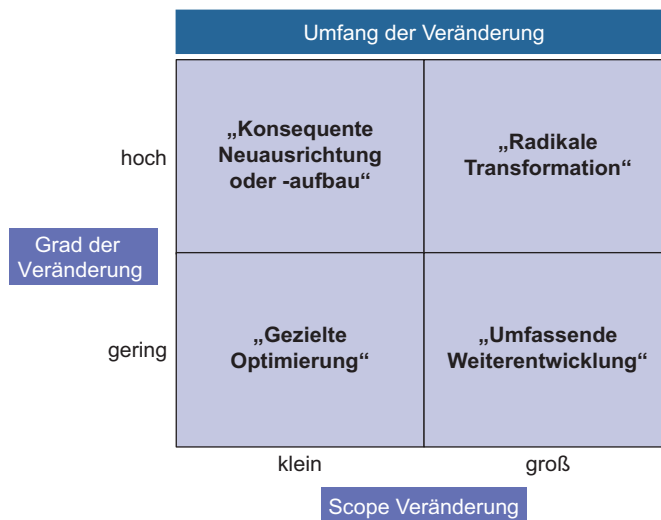 Umfang der Veränderung
hoch
„Konsequente
Neuausrichtung
oder -aufbau“
„Radikale
Transformation“
Grad der
Veränderung
gering
„Gezielte
Optimierung“
„Umfassende
Weiterentwicklung“
klein
groß
Scope Veränderung